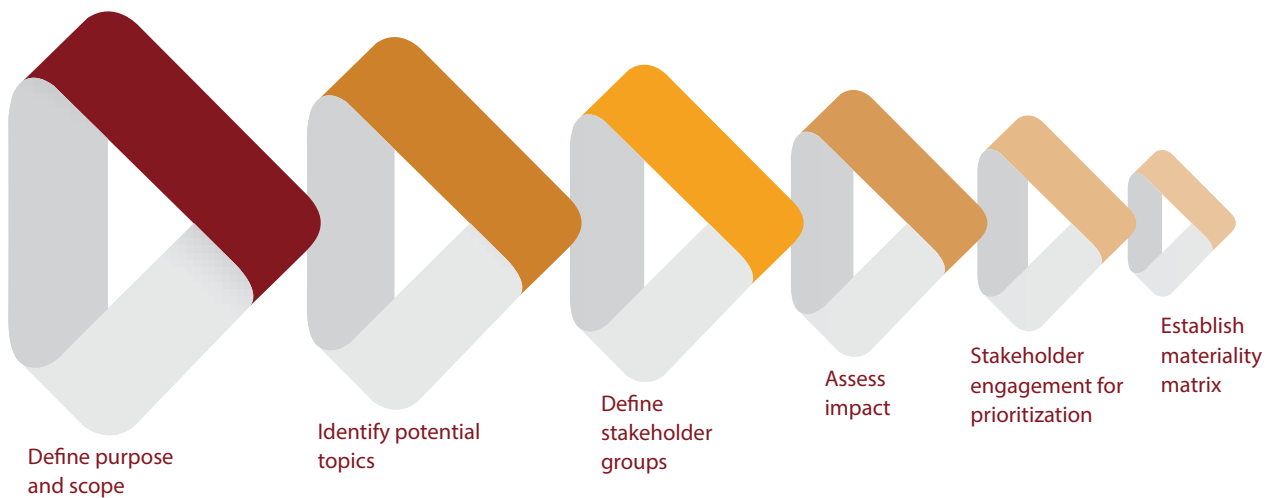 Define purpose
and scope
Identify potential
topics
Define
stakeholder
groups
Assess
impact
Stakeholder
engagement for
prioritization
Establish
materiality
matrix